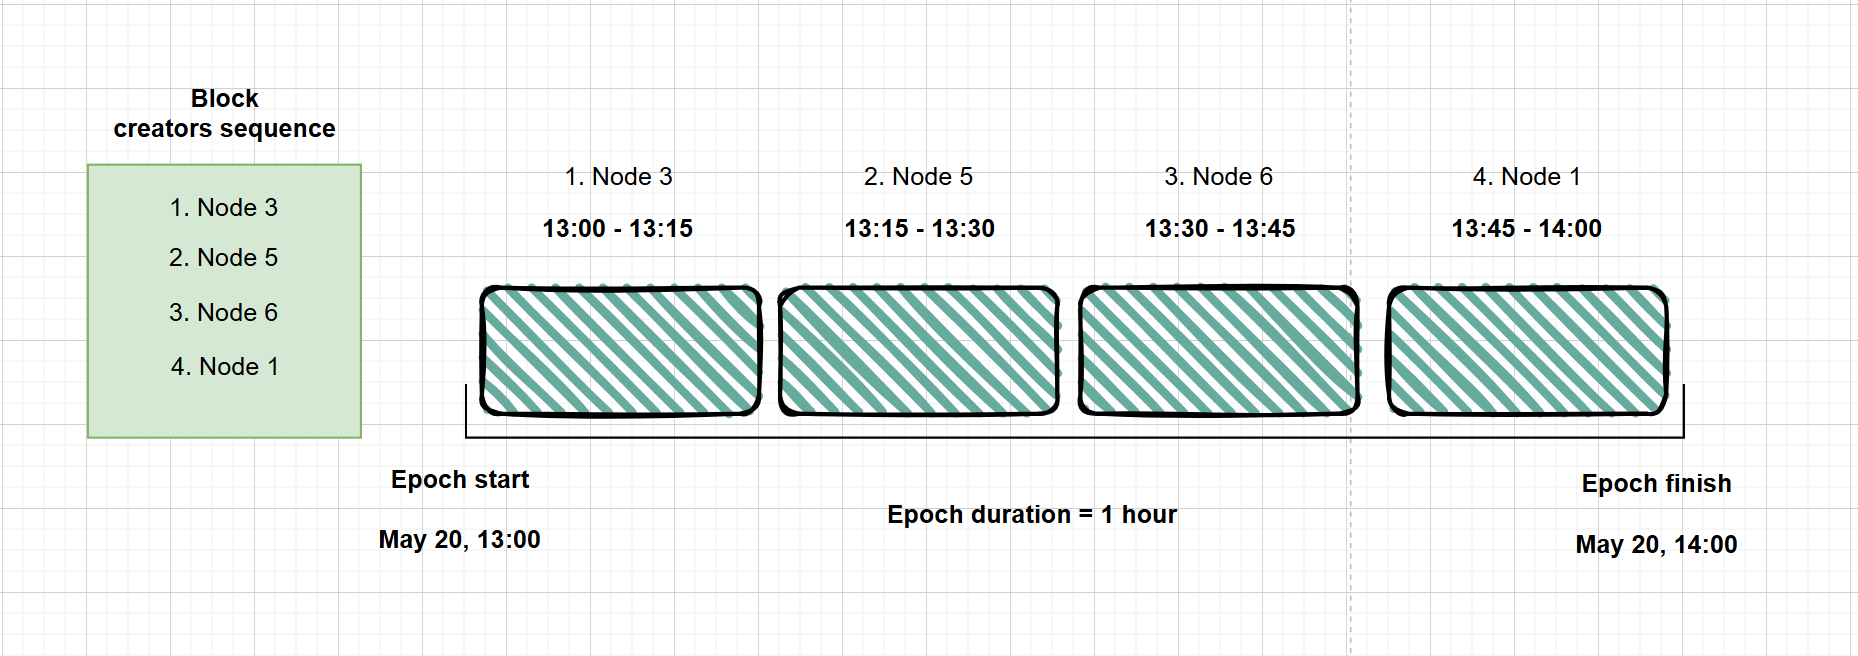 Block
creators sequence
1. Node 3
2. Node 5
3. Node 6
4. Node 1
1. Node 3
13:00 - 13:15
2. Node 5
13:15 - 13:30
3. Node 6
13:30 - 13:45
4. Node 1
13:45 - 14:00
Epoch start
May 20, 13:00
Epoch duration = 1 hour
Epoch finish
May 20, 14:00